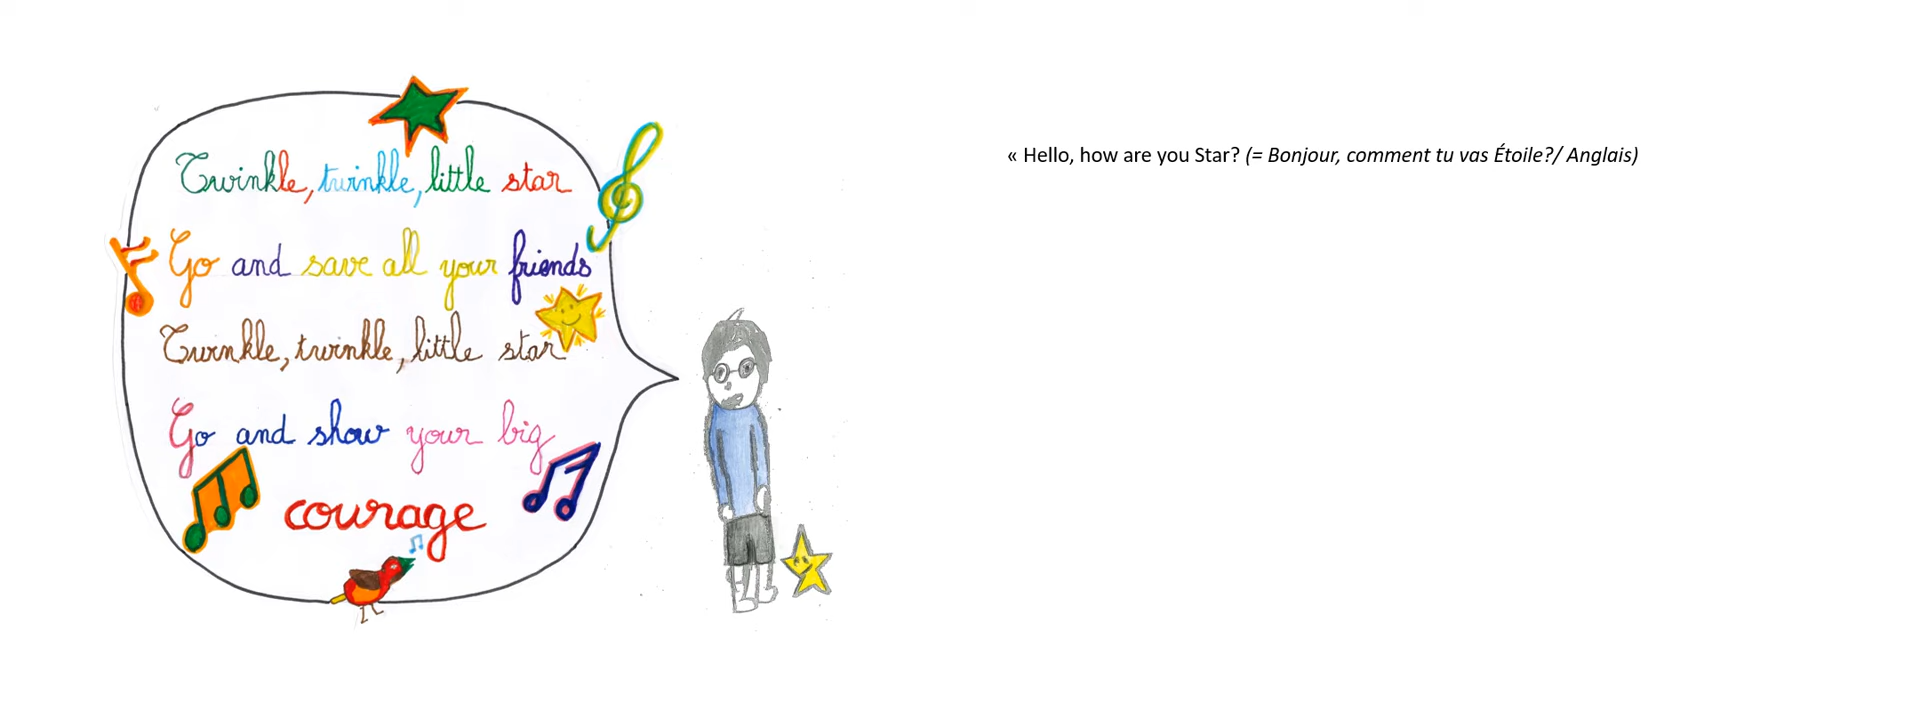 Twinkle, twinkle, little star
Go and save all your friends
Twinkle, twinkle, little star
Go and show your big
courage
« Hello, how are you Star? (= Bonjour, comment tu vas Étoile?/ Anglais)